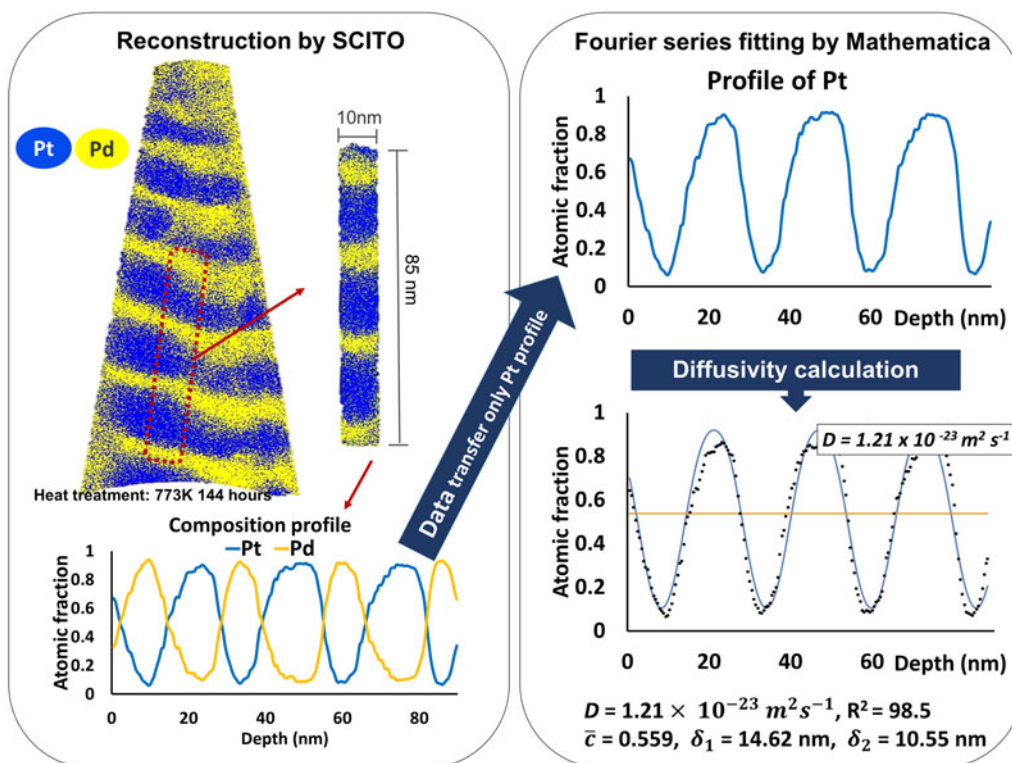 Reconstruction by SCITO
Pt Pd
10nm
85 nm
Heat treatment: 773K 144 hours
Composition profile
Pt Pd
Atomic fraction
1
0.8
0.6
0.4
0.2
0
0 20 40 60 80
Depth (nm)
Data transfer only Pt profile
Fourier series fitting by Mathematica
Profile of Pt
Atomic fraction
1
0.8
0.6
0.4
0.2
0
0 20 40 60 Depth (nm)
Diffusivity calculation
D = 1.21 x 10 -23 m² s-¹
Atomic fraction
1
0.8
0.6
0.4
0.2
0
0 20 40 60 Depth (nm)
D = 1.21 × 10⁻²³ m²s⁻¹, R² = 98.5
c̅ = 0.559, δ₁ = 14.62 nm, δ₂ = 10.55 nm